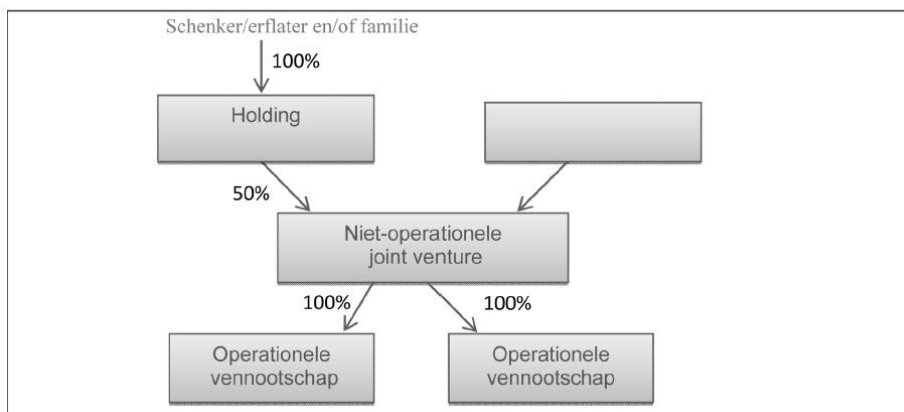 Schenker/erflater en/of familie
100%
Holding
50%
Niet-operationele
joint venture
100%
100%
Operationele
vennootschap
Operationele
vennootschap